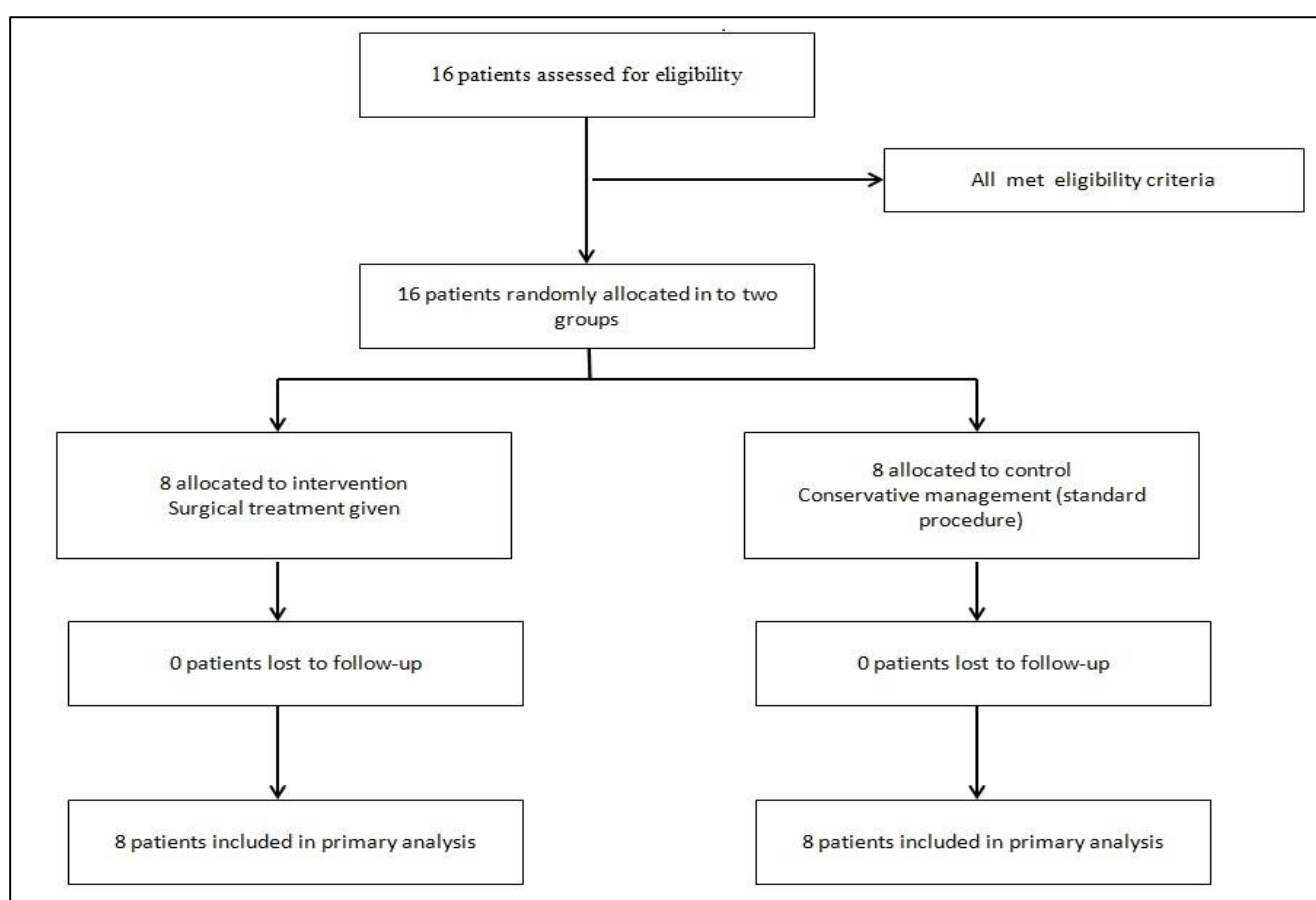 16 patients assessed for eligibility
All met eligibility criteria
16 patients randomly allocated in to two
groups
8 allocated to intervention
Surgical treatment given
8 allocated to control
Conservative management (standard
procedure)
0 patients lost to follow-up
0 patients lost to follow-up
8 patients included in primary analysis
8 patients included in primary analysis